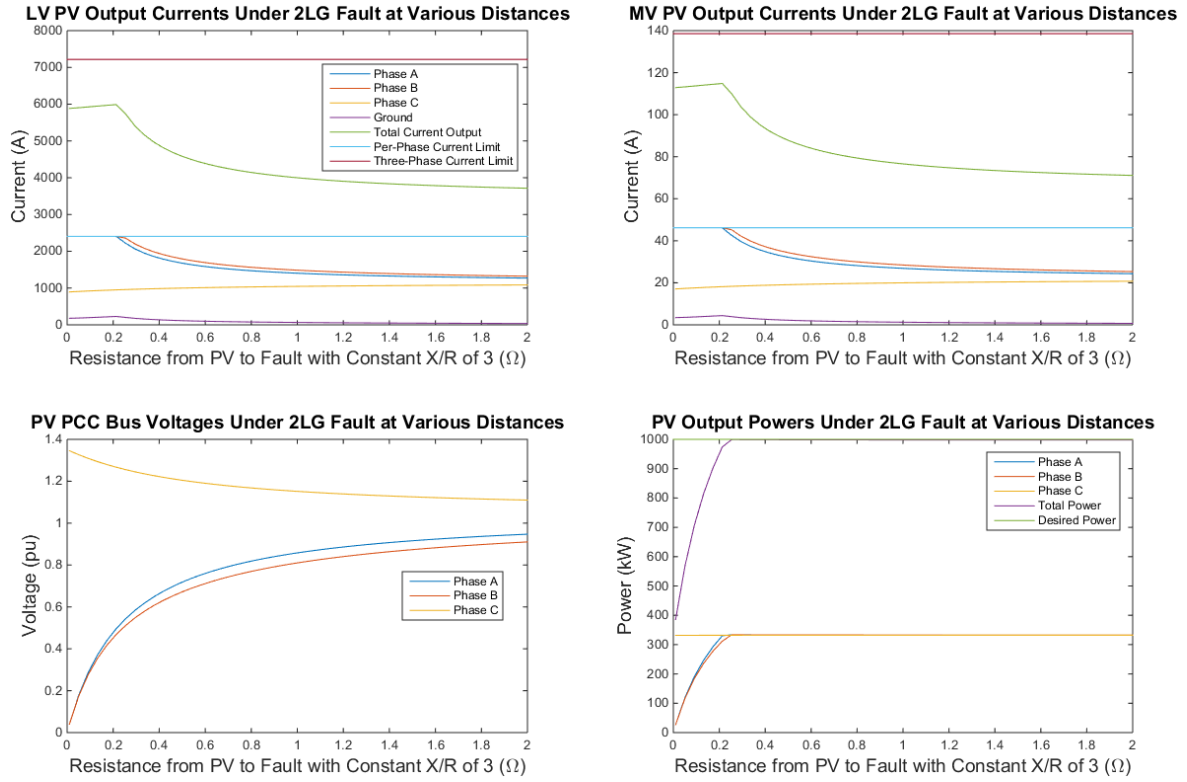 LV PV Output Currents Under 2LG Fault at Various Distances
8000
7000
6000
5000
4000
3000
2000
1000
0
Current (A)
Phase A
Phase B
Phase C
Ground
Total Current Output
Per-Phase Current Limit
Three-Phase Current Limit
0 0.2 0.4 0.6 0.8 1 1.2 1.4 1.6 1.8 2
Resistance from PV to Fault with Constant X/R of 3 (Ω)
MV PV Output Currents Under 2LG Fault at Various Distances
140
120
100
80
60
40
20
0
Current (A)
0 0.2 0.4 0.6 0.8 1 1.2 1.4 1.6 1.8 2
Resistance from PV to Fault with Constant X/R of 3 (Ω)
PV PCC Bus Voltages Under 2LG Fault at Various Distances
1.4
1.2
1
0.8
0.6
0.4
0.2
0
Voltage (pu)
Phase A
Phase B
Phase C
0 0.2 0.4 0.6 0.8 1 1.2 1.4 1.6 1.8 2
Resistance from PV to Fault with Constant X/R of 3 (Ω)
PV Output Powers Under 2LG Fault at Various Distances
1000
900
800
700
600
500
400
300
200
100
0
Power (kW)
Phase A
Phase B
Phase C
Total Power
Desired Power
0 0.2 0.4 0.6 0.8 1 1.2 1.4 1.6 1.8 2
Resistance from PV to Fault with Constant X/R of 3 (Ω)